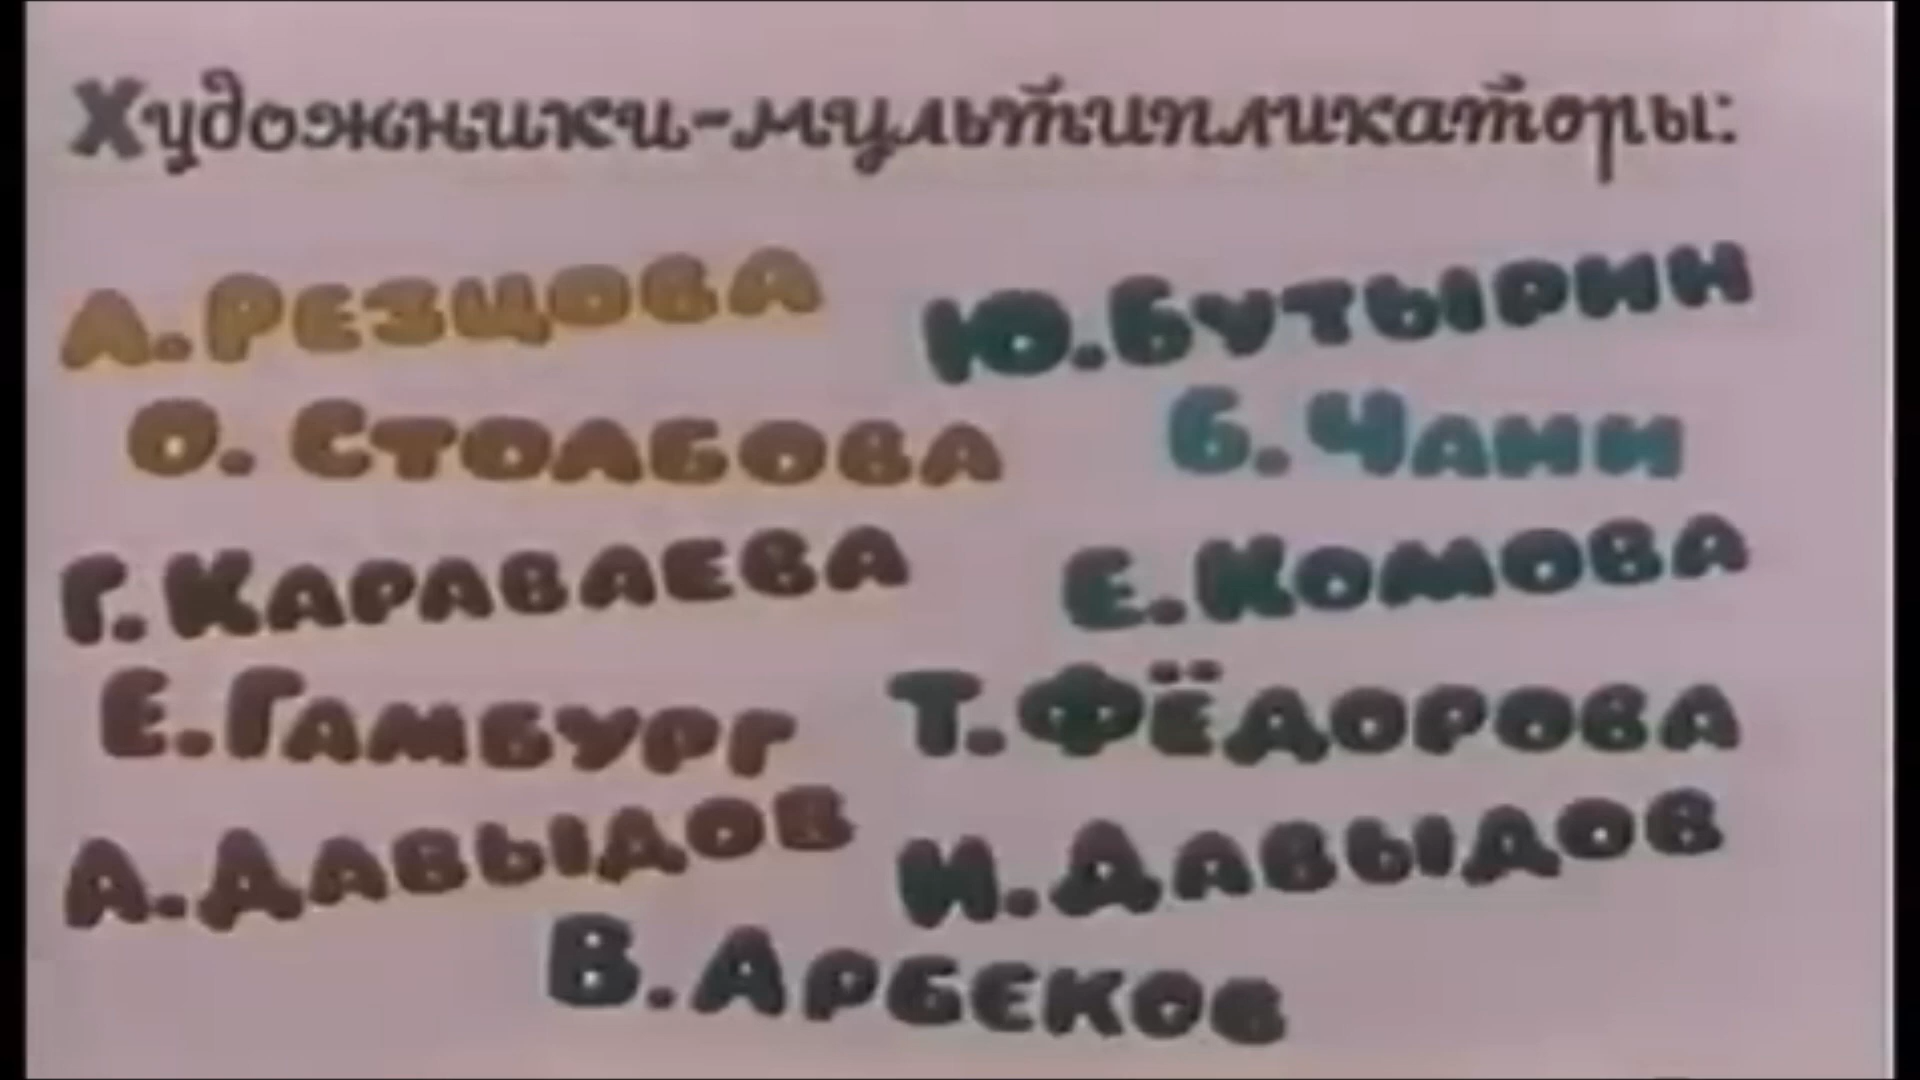 Художники-мультипликаторы:
А. Резцова Ю. Бутырин
О. Столбова Б. Чани
Г. Караваева Е. Комова
Е. Гамбург Т. Фёдорова
А. Давыдов И. Давыдов
В. Арбеков